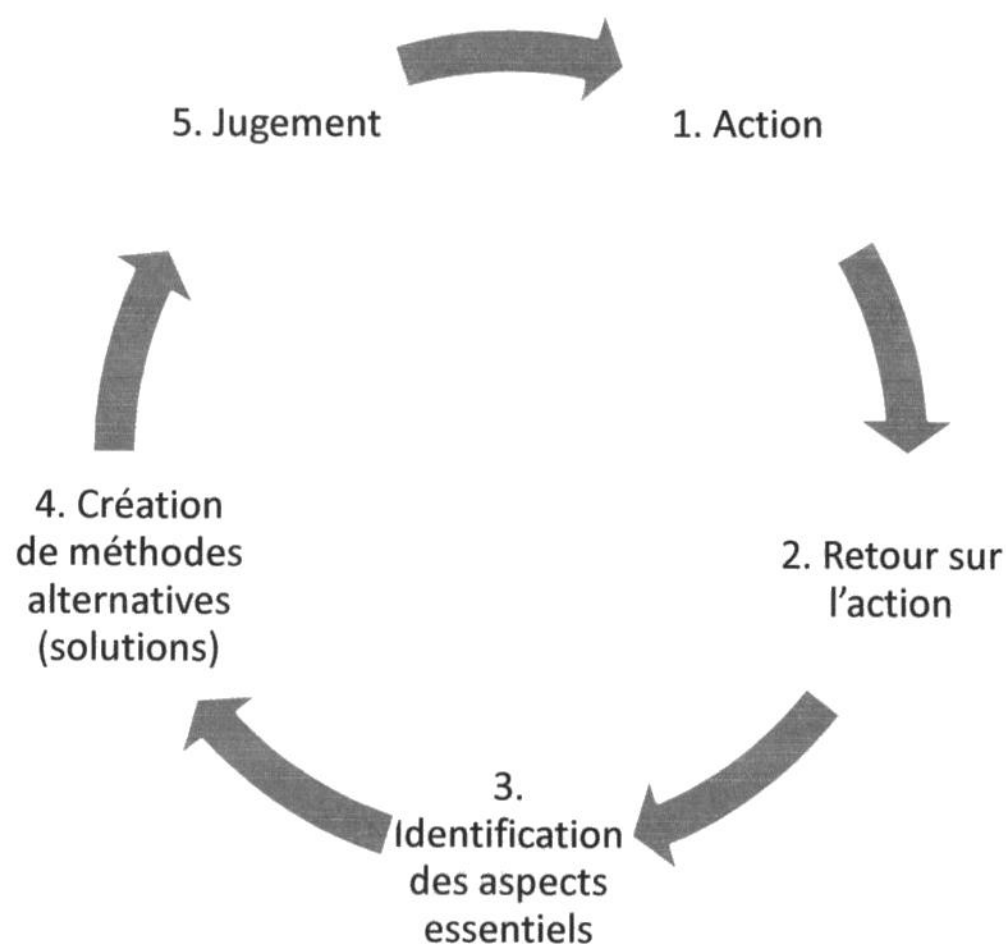 5. Jugement
1. Action
2. Retour sur
l'action
3.
Identification
des aspects
essentiels
4. Création
de méthodes
alternatives
(solutions)